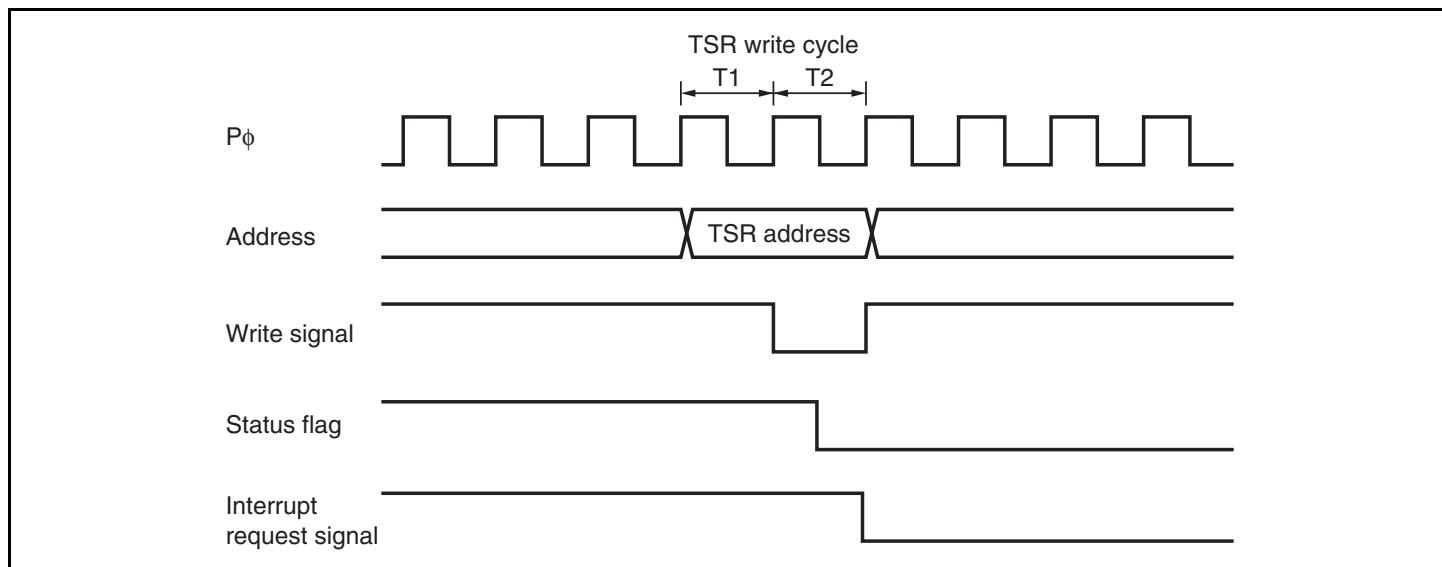 TSR write cycle
T1 T2
Pϕ
Address
TSR address
Write signal
Status flag
Interrupt
request signal